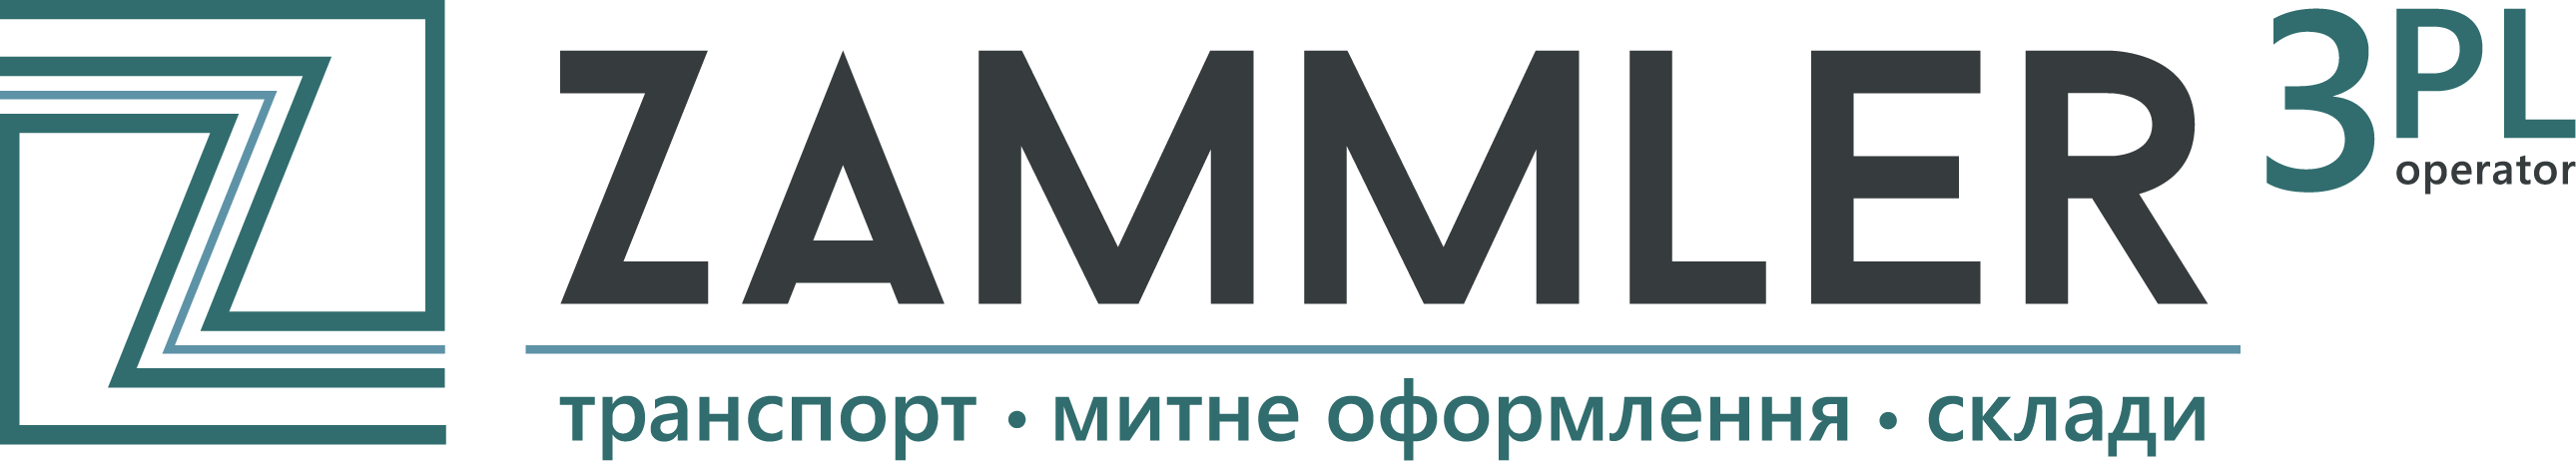 ZAMMLER
3PL
operator
транспорт • митне оформлення • склади